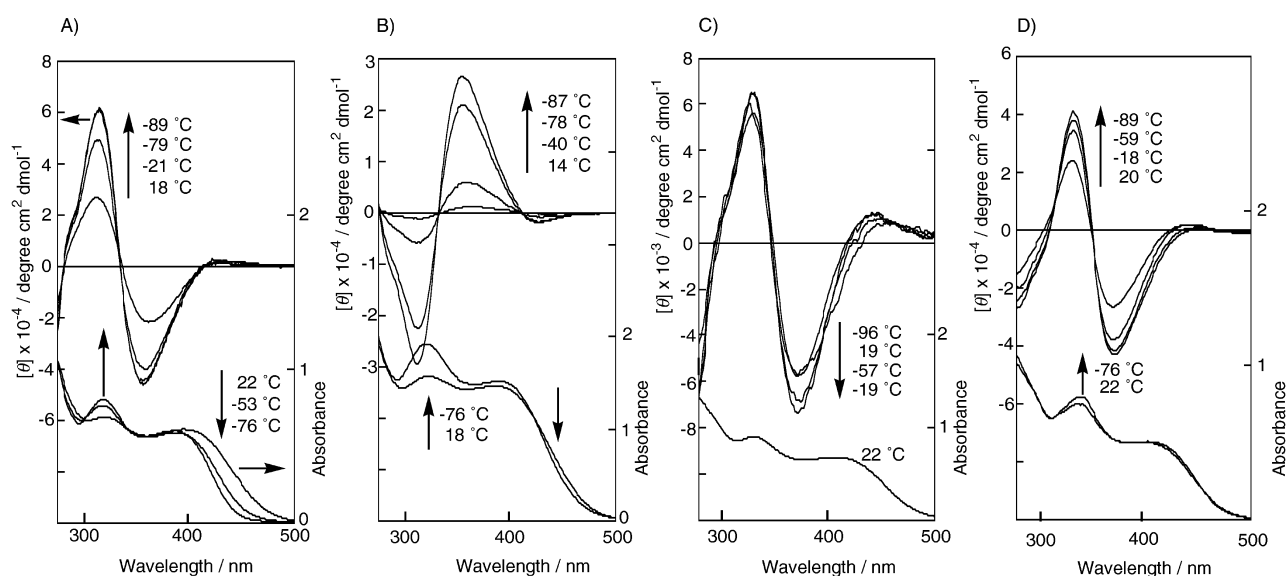 A)
8
6
4
2
0
-2
-4
-6
[θ] x 10⁻⁴ / degree cm² dmol⁻¹
-89 ˚C
-79 ˚C
-21 ˚C
18 ˚C
22 ˚C
-53 ˚C
-76 ˚C
2
1
0
Absorbance
300
400
500
Wavelength / nm
B)
3
2
1
0
-1
-2
-3
[θ] x 10⁻⁴ / degree cm² dmol⁻¹
-87 ˚C
-78 ˚C
-40 ˚C
14 ˚C
-76 ˚C
18 ˚C
2
1
0
Absorbance
300
400
500
Wavelength / nm
C)
8
6
4
2
0
-2
-4
-6
-8
[θ] x 10⁻³ / degree cm² dmol⁻¹
-96 ˚C
19 ˚C
-57 ˚C
-19 ˚C
22 ˚C
2
1
Absorbance
300
400
500
Wavelength / nm
D)
6
4
2
0
-2
-4
-6
[θ] x 10⁻⁴ / degree cm² dmol⁻¹
-89 ˚C
-59 ˚C
-18 ˚C
20 ˚C
-76 ˚C
22 ˚C
2
1
Absorbance
300
400
500
Wavelength / nm